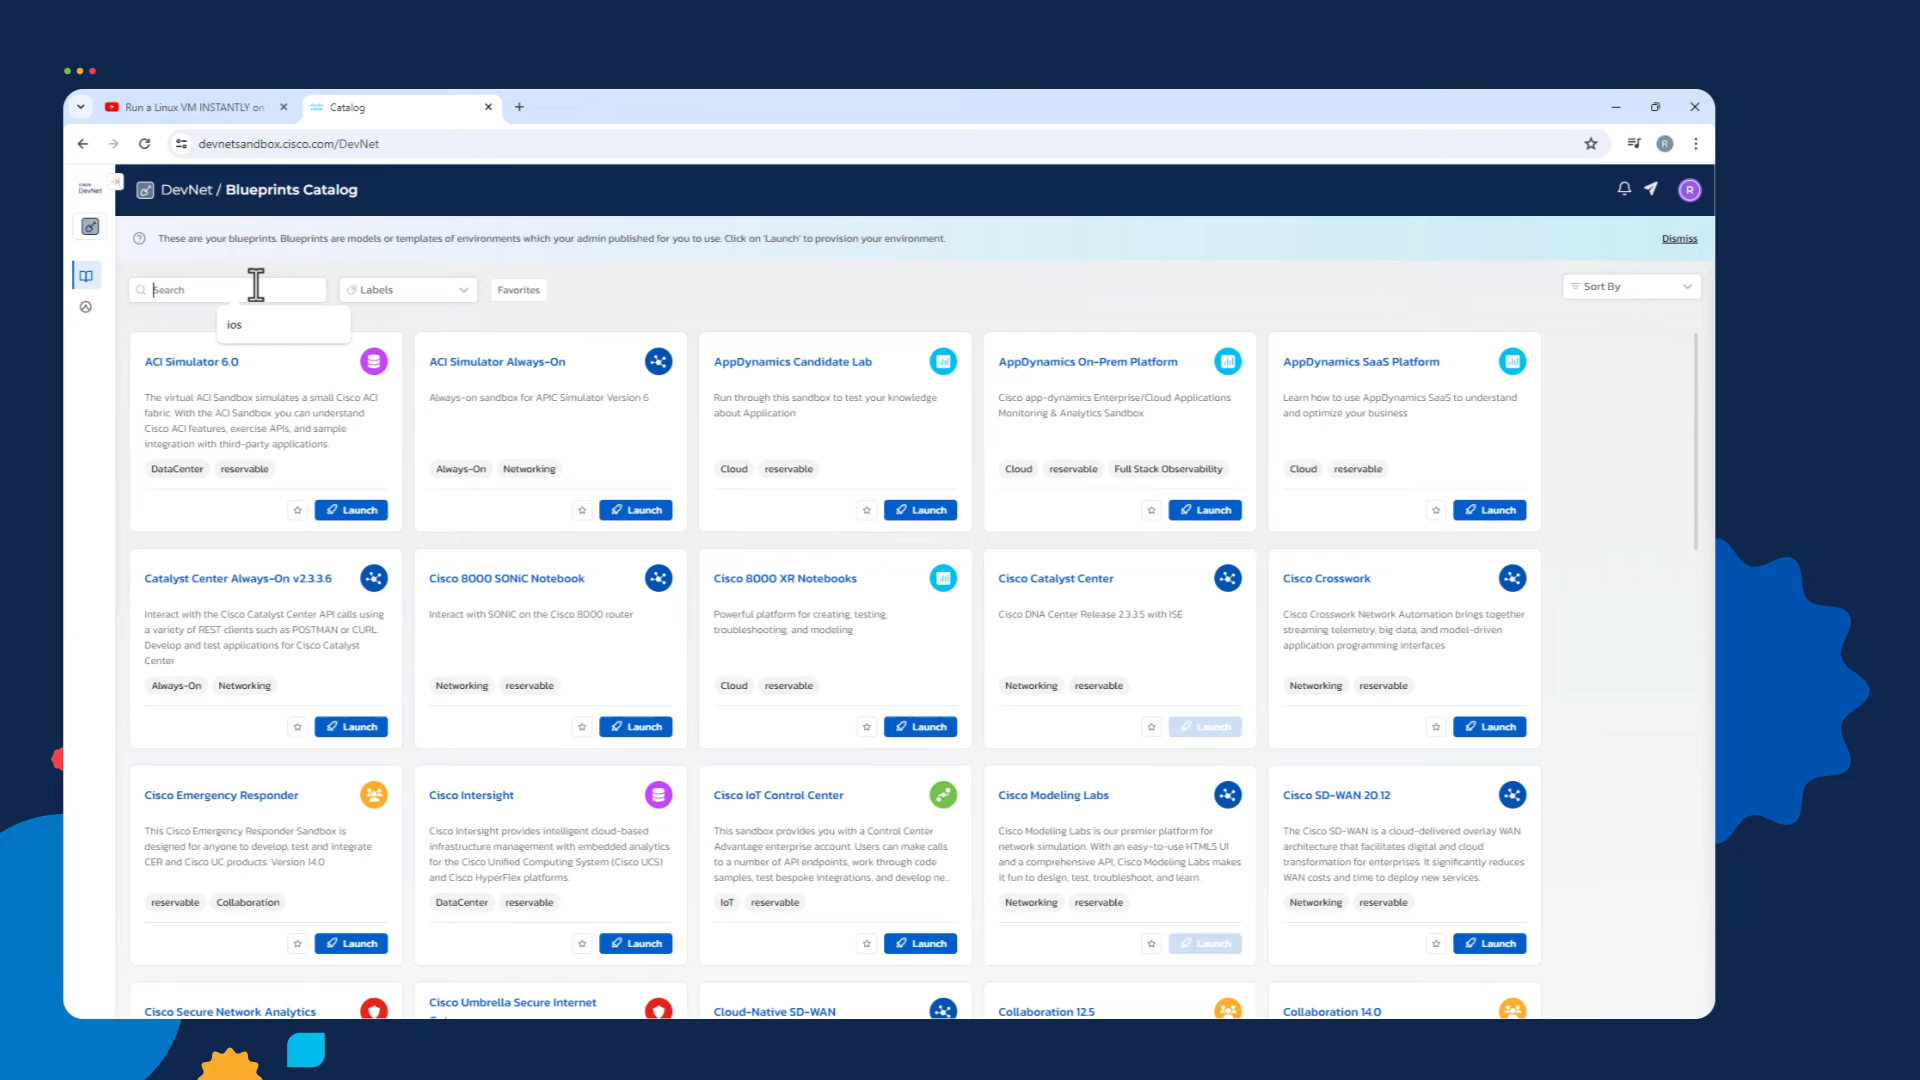 Run a Linux VM INSTANTLY on
Catalog
devnetsandbox.cisco.com/DevNet
R
CISCO
DevNet
DevNet / Blueprints Catalog
R
These are your blueprints. Blueprints are models or templates of environments which your admin published for you to use. Click on 'Launch' to provision your environment.
Dismiss
Search
Labels
Favorites
Sort By
ios
ACI Simulator 6.0
The virtual ACI Sandbox simulates a small Cisco ACI
fabric. With the ACI Sandbox you can understand
Cisco ACI features, exercise APIs, and sample
integration with third-party applications.
DataCenter reservable
Launch
ACI Simulator Always-On
Always-on sandbox for APIC Simulator Version 6
Always-On Networking
Launch
AppDynamics Candidate Lab
Run through this sandbox to test your knowledge
about Application
Cloud reservable
Launch
AppDynamics On-Prem Platform
Cisco app-dynamics Enterprise/Cloud Applications
Monitoring & Analytics Sandbox
Cloud reservable Full Stack Observability
Launch
AppDynamics SaaS Platform
Learn how to use AppDynamics SaaS to understand
and optimize your business
Cloud reservable
Launch
Catalyst Center Always-On v2.3.3.6
Interact with the Cisco Catalyst Center API calls using
a variety of REST clients such as POSTMAN or CURL.
Develop and test applications for Cisco Catalyst
Center
Always-On Networking
Launch
Cisco 8000 SONiC Notebook
Interact with SONiC on the Cisco 8000 router
Networking reservable
Launch
Cisco 8000 XR Notebooks
Powerful platform for creating, testing,
troubleshooting, and modeling
Cloud reservable
Launch
Cisco Catalyst Center
Cisco DNA Center Release 2.3.3.5 with ISE
Networking reservable
Launch
Cisco Crosswork
Cisco Crosswork Network Automation brings together
streaming telemetry, big data, and model-driven
application programming interfaces
Networking reservable
Launch
Cisco Emergency Responder
This Cisco Emergency Responder Sandbox is
designed for anyone to develop, test and integrate
CER and Cisco UC products. Version 14.0
reservable Collaboration
Launch
Cisco Intersight
Cisco Intersight provides intelligent cloud-based
infrastructure management with embedded analytics
for the Cisco Unified Computing System (Cisco UCS)
and Cisco HyperFlex platforms.
DataCenter reservable
Launch
Cisco IoT Control Center
This sandbox provides you with a Control Center
Advantage enterprise account. Users can make calls
to a number of API endpoints, work through code
samples, test bespoke integrations, and develop ne...
IoT reservable
Launch
Cisco Modeling Labs
Cisco Modeling Labs is our premier platform for
network simulation. With an easy-to-use HTML5 UI
and a comprehensive API, Cisco Modeling Labs makes
it fun to design, test, troubleshoot, and learn.
Networking reservable
Launch
Cisco SD-WAN 20.12
The Cisco SD-WAN is a cloud-delivered overlay WAN
architecture that facilitates digital and cloud
transformation for enterprises. It significantly reduces
WAN costs and time to deploy new services.
Networking reservable
Launch
Cisco Secure Network Analytics
Cisco Umbrella Secure Internet
Cloud-Native SD-WAN
Collaboration 12.5
Collaboration 14.0